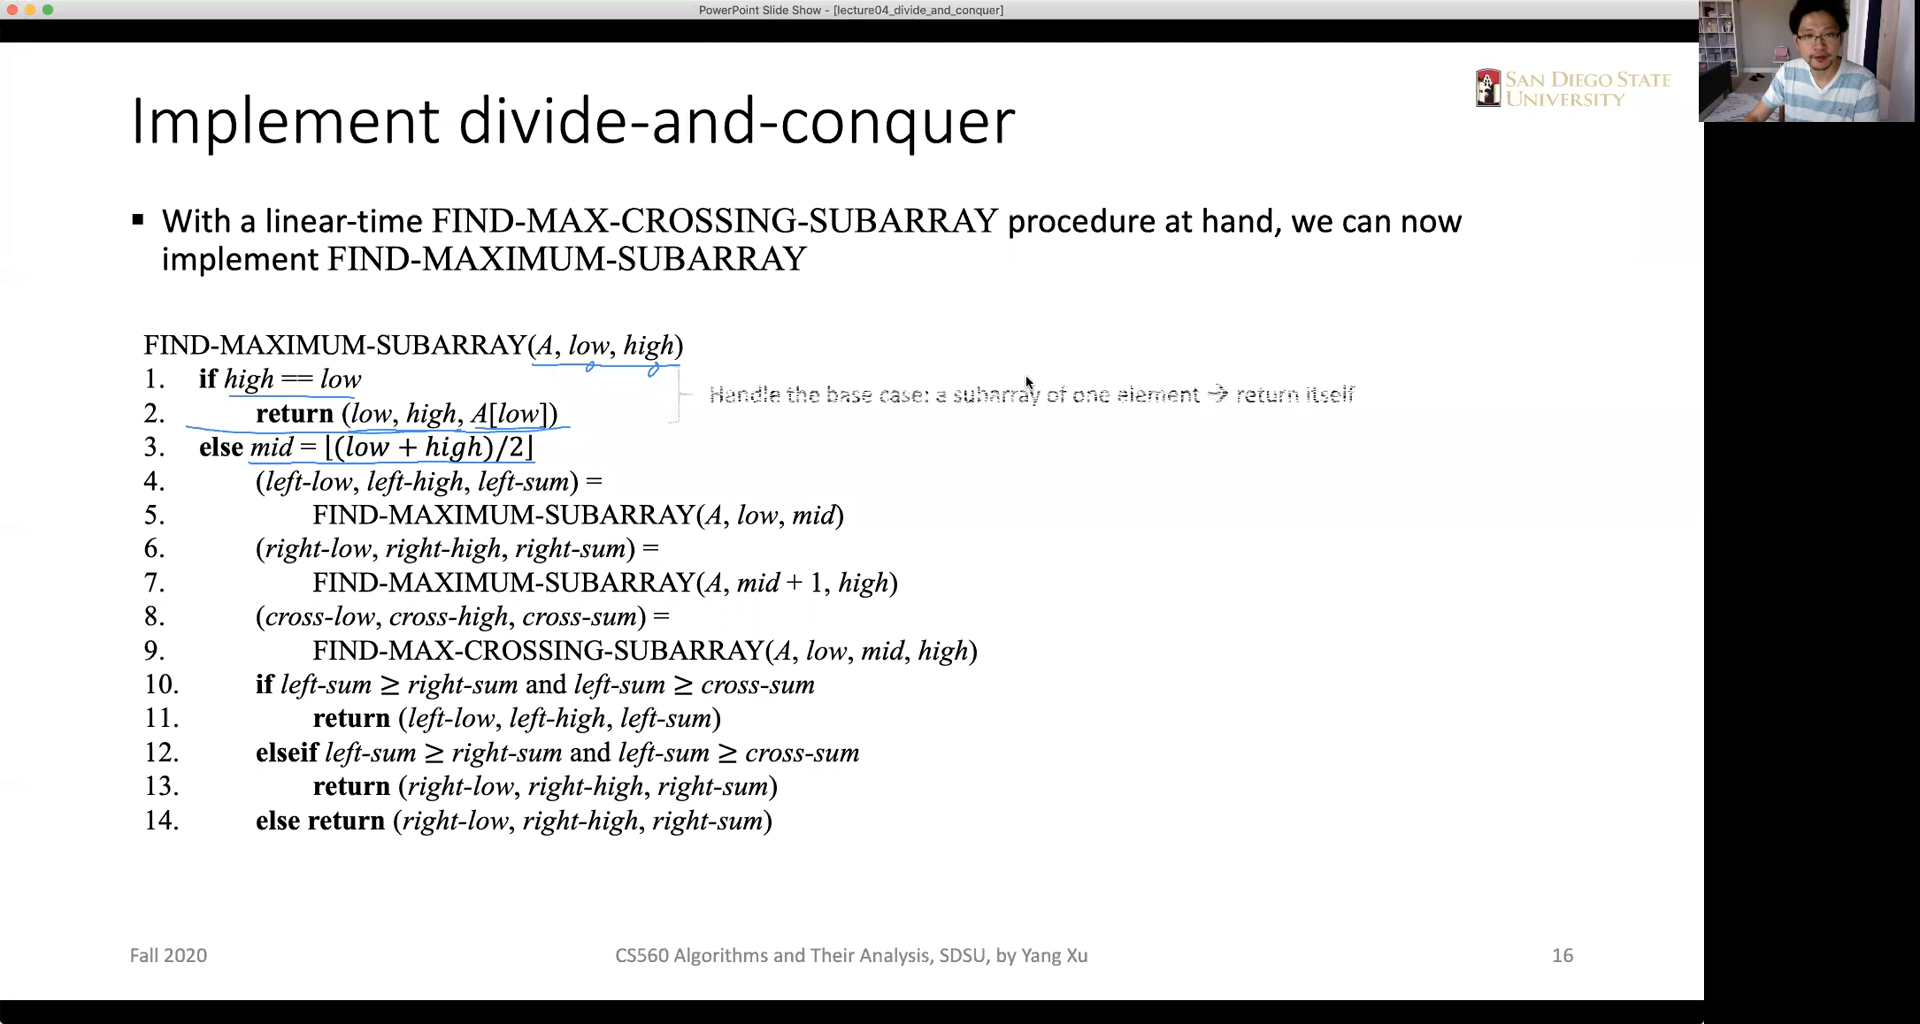 PowerPoint Slide Show - [lecture04_divide_and_conquer]
SAN DIEGO STATE
UNIVERSITY
Implement divide-and-conquer
▪ With a linear-time FIND-MAX-CROSSING-SUBARRAY procedure at hand, we can now
implement FIND-MAXIMUM-SUBARRAY
FIND-MAXIMUM-SUBARRAY(A, low, high)
1. if high == low
2. return (low, high, A[low])
Handle the base case: a subarray of one element → return itself
3. else mid = ⌊(low + high)/2⌋
4. (left-low, left-high, left-sum) =
5. FIND-MAXIMUM-SUBARRAY(A, low, mid)
6. (right-low, right-high, right-sum) =
7. FIND-MAXIMUM-SUBARRAY(A, mid + 1, high)
8. (cross-low, cross-high, cross-sum) =
9. FIND-MAX-CROSSING-SUBARRAY(A, low, mid, high)
10. if left-sum ≥ right-sum and left-sum ≥ cross-sum
11. return (left-low, left-high, left-sum)
12. elseif left-sum ≥ right-sum and left-sum ≥ cross-sum
13. return (right-low, right-high, right-sum)
14. else return (right-low, right-high, right-sum)
Fall 2020
CS560 Algorithms and Their Analysis, SDSU, by Yang Xu
16